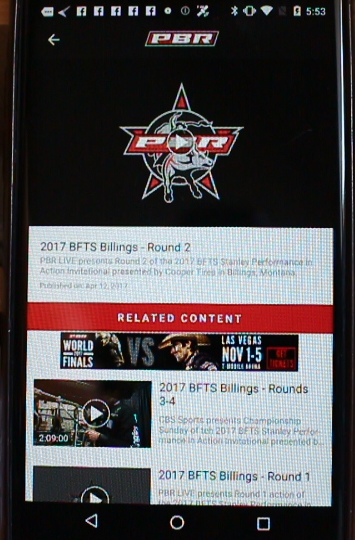 5:53
PBR
PBR
2017 BFTS Billings - Round 2
PBR LIVE presents Round 2 of the 2017 BFTS Stanley Performance in
Action Invitational presented by Cooper Tires in Billings, Montana.
Published on: Apr 12, 2017
RELATED CONTENT
WORLD
2017
FINALS
VS
LAS VEGAS
NOV 1-5
T-MOBILE ARENA
GET
TICKETS
2017 BFTS Billings - Rounds
3-4
CBS Sports presents Championship
Sunday of teh 2017 BFTS Stanley Perfor-
mance in Action Invitational presented b...
2:09:00
2017 BFTS Billings - Round 1
PBR LIVE presents Round 1 action of
the 2017 BFTS Stanley Performance in